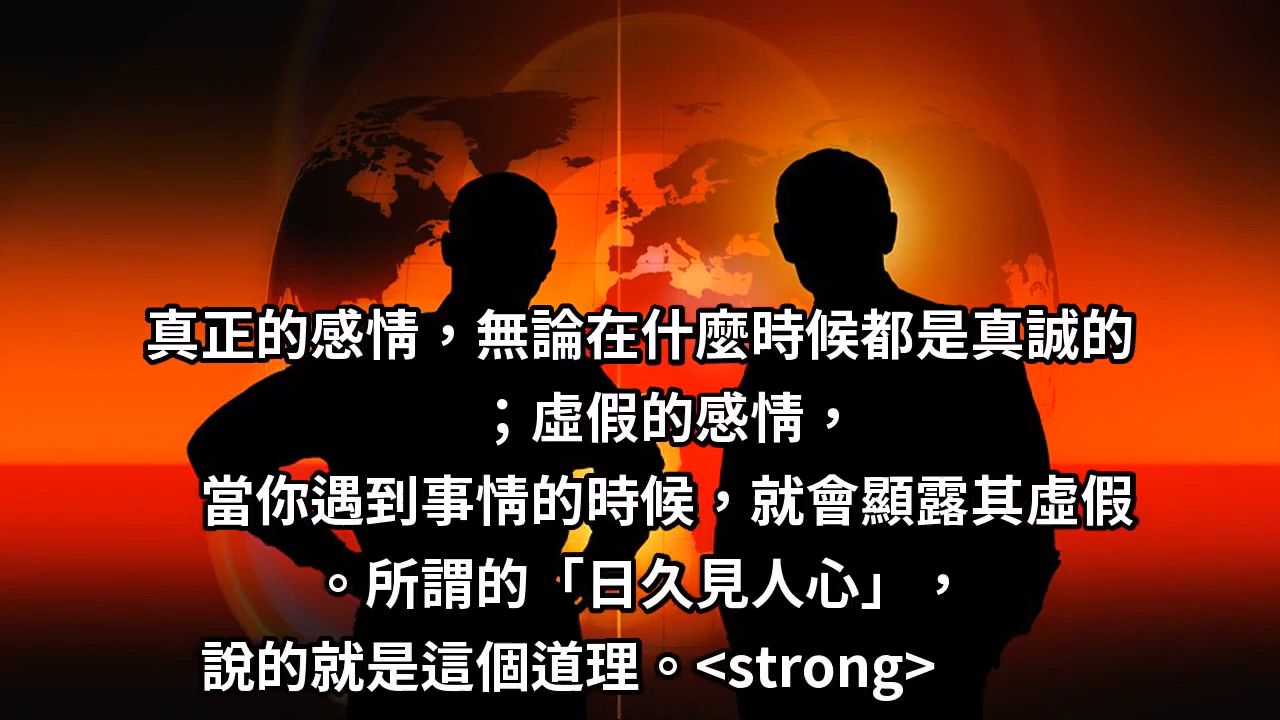 真正的感情，無論在什麼時候都是真誠的
；虛假的感情，
當你遇到事情的時候，就會顯露其虛假
。所謂的「日久見人心」，
說的就是這個道理。<strong>